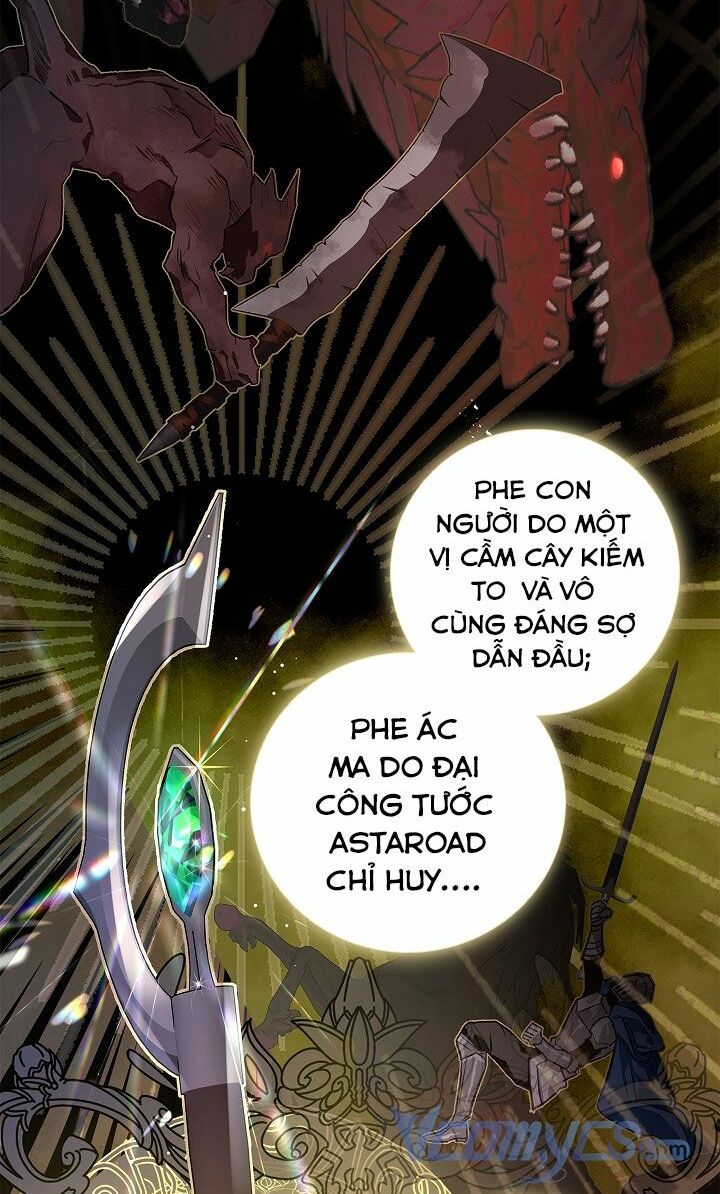 PHE CON
NGƯỜI DO MỘT
VỊ CẦM CÂY KIẾM
TO VÀ VÔ
CÙNG ĐÁNG SỢ
DẪN ĐẦU;
PHE ÁC
MA DO ĐẠI
CÔNG TƯỚC
ASTAROAD
CHỈ HUY....
VCOMYCS